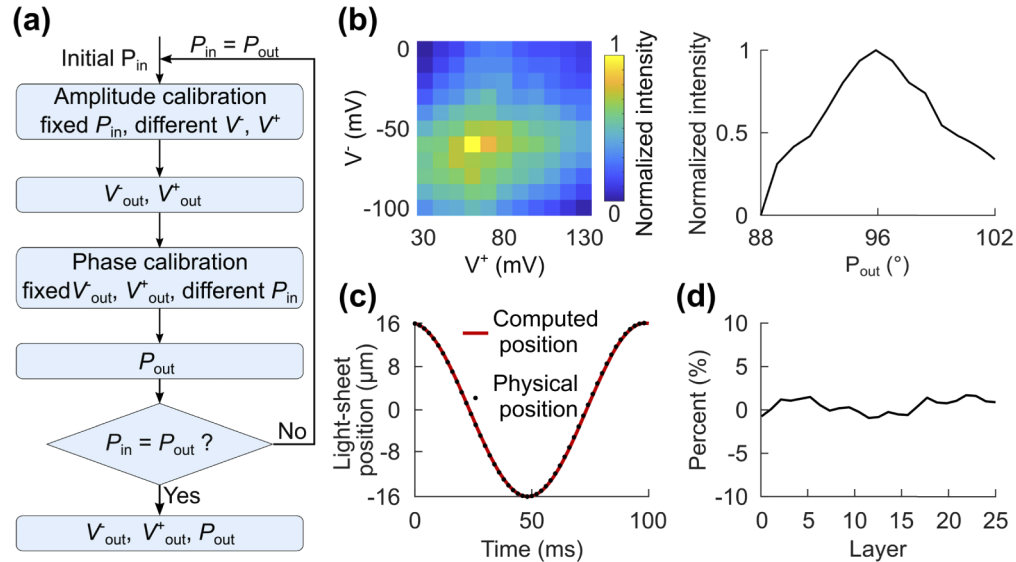 (a)
Initial P_in
P_in = P_out
Amplitude calibration
fixed P_in, different V⁻, V⁺
V⁻_out, V⁺_out
Phase calibration
fixedV⁻_out, V⁺_out, different P_in
P_out
P_in = P_out ?
No
Yes
V⁻_out, V⁺_out, P_out
(b)
0
-50
-100
V⁻ (mV)
30
80
130
V⁺ (mV)
1
0
Normalized intensity
1
0.5
0
Normalized intensity
88
96
102
P_out (°)
(c)
16
8
0
-8
-16
Light-sheet
position (μm)
Computed
position
Physical
position
0
50
100
Time (ms)
(d)
10
5
0
-5
-10
Percent (%)
0
5
10
15
20
25
Layer